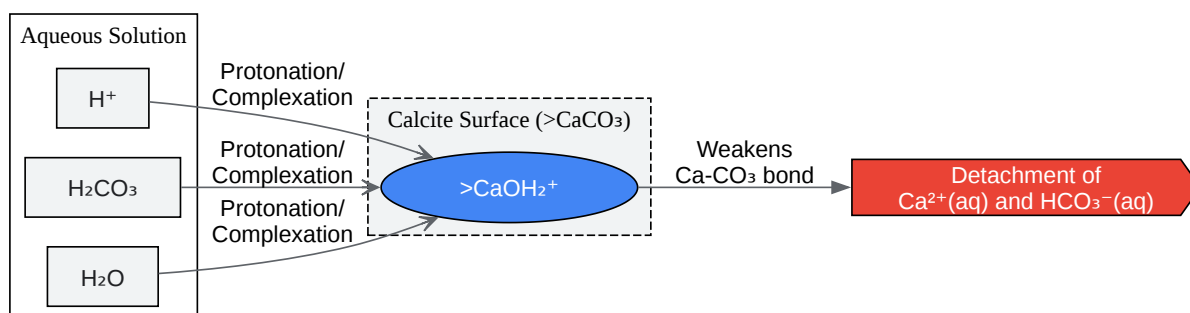 Aqueous Solution
H⁺
H₂CO₃
H₂O
Protonation/
Complexation
Protonation/
Complexation
Protonation/
Complexation
Calcite Surface (>CaCO₃)
>CaOH₂⁺
Weakens
Ca-CO₃ bond
Detachment of
Ca²⁺(aq) and HCO₃⁻(aq)